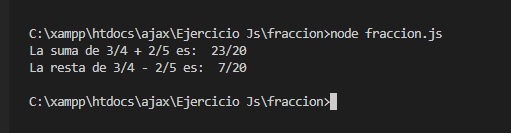 C:\xampp\htdocs\ajax\Ejercicio Js\fraccion>node fraccion.js
La suma de 3/4 + 2/5 es:  23/20
La resta de 3/4 - 2/5 es:  7/20
C:\xampp\htdocs\ajax\Ejercicio Js\fraccion>